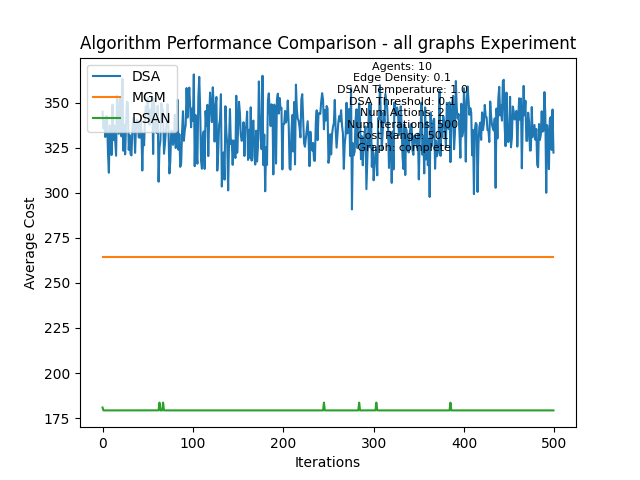 Algorithm Performance Comparison - all graphs Experiment
DSA
MGM
DSAN
Agents: 10
Edge Density: 0.1
DSAN Temperature: 1.0
DSA Threshold: 0.1
Num Actions: 2
Num Iterations: 500
Cost Range: 501
Graph: complete
350
325
300
275
250
225
200
175
Average Cost
0
100
200
300
400
500
Iterations